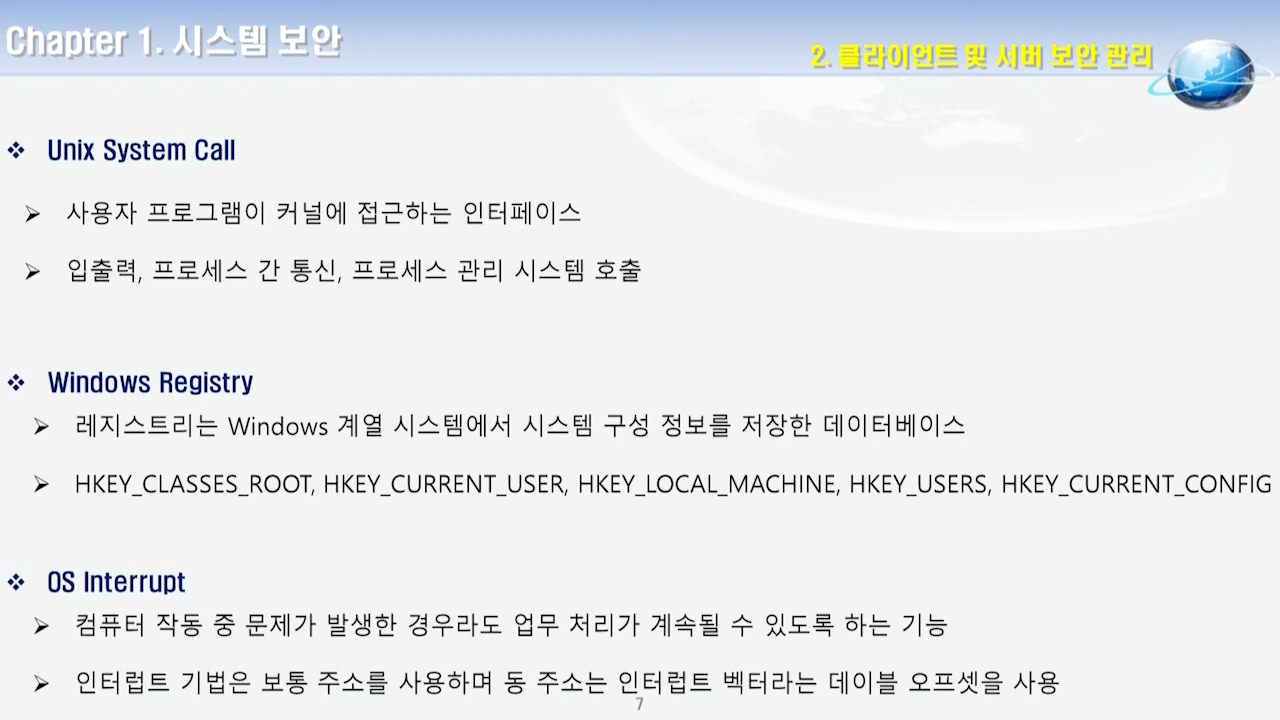 Chapter 1. 시스템 보안
2. 클라이언트 및 서버 보안 관리
❖ Unix System Call
➢ 사용자 프로그램이 커널에 접근하는 인터페이스
➢ 입출력, 프로세스 간 통신, 프로세스 관리 시스템 호출
❖ Windows Registry
➢ 레지스트리는 Windows 계열 시스템에서 시스템 구성 정보를 저장한 데이터베이스
➢ HKEY_CLASSES_ROOT, HKEY_CURRENT_USER, HKEY_LOCAL_MACHINE, HKEY_USERS, HKEY_CURRENT_CONFIG
❖ OS Interrupt
➢ 컴퓨터 작동 중 문제가 발생한 경우라도 업무 처리가 계속될 수 있도록 하는 기능
➢ 인터럽트 기법은 보통 주소를 사용하며 동 주소는 인터럽트 벡터라는 데이블 오프셋을 사용
7